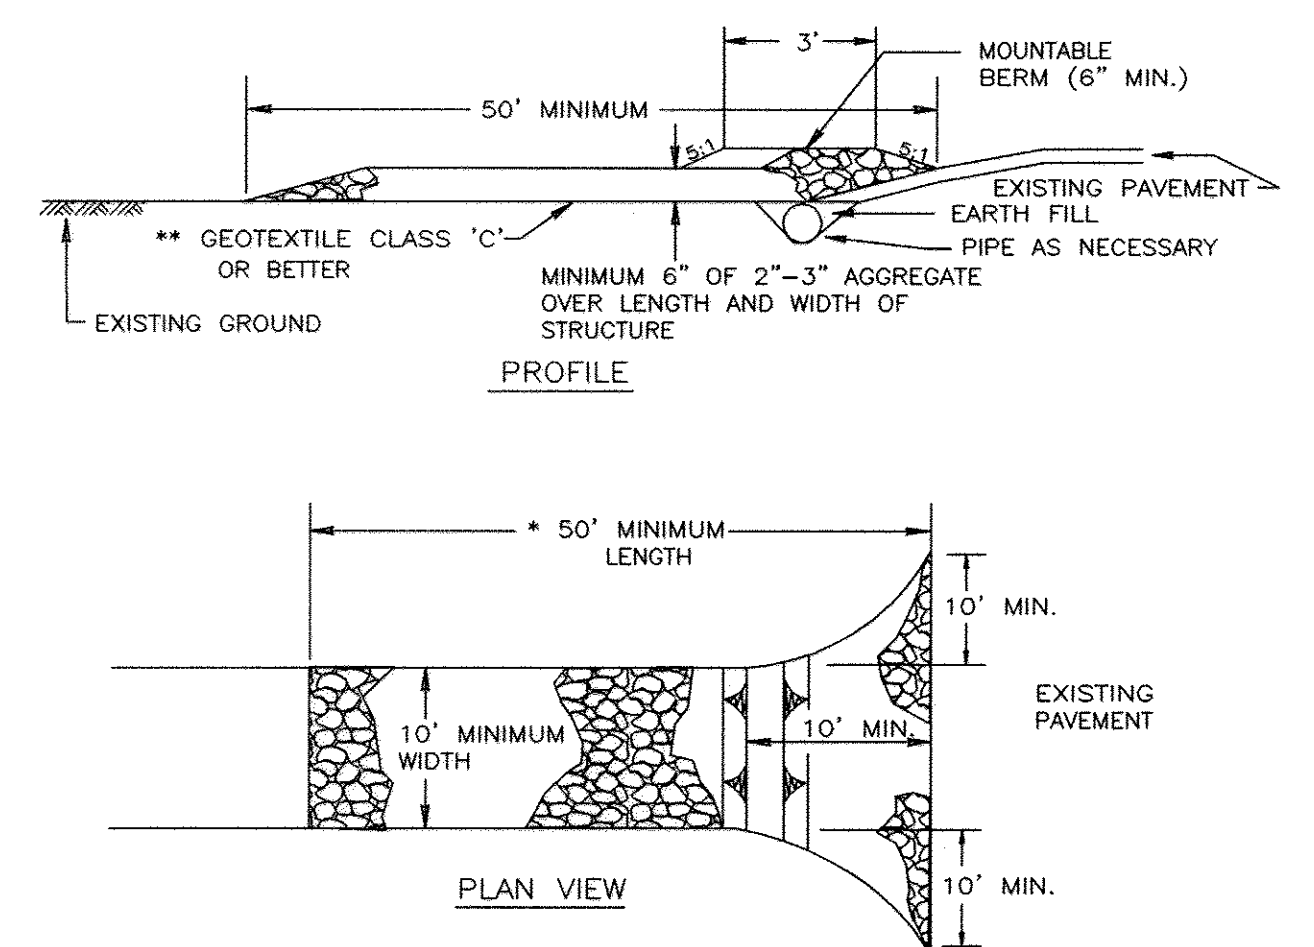 3'
MOUNTABLE
BERM (6" MIN.)
50' MINIMUM
5:1
5:1
EXISTING PAVEMENT
EARTH FILL
** GEOTEXTILE CLASS 'C'
OR BETTER
PIPE AS NECESSARY
MINIMUM 6" OF 2"-3" AGGREGATE
OVER LENGTH AND WIDTH OF
STRUCTURE
EXISTING GROUND
PROFILE
* 50' MINIMUM
LENGTH
10' MIN.
EXISTING
PAVEMENT
10' MINIMUM
WIDTH
10' MIN.
10' MIN.
PLAN VIEW